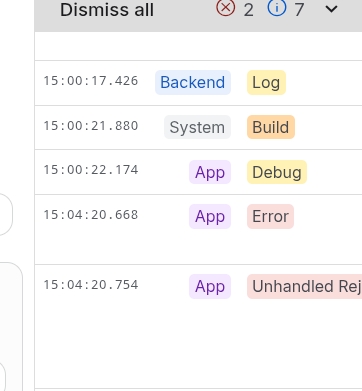 Dismiss all 2 7
15:00:17.426 Backend Log
15:00:21.880 System Build
15:00:22.174 App Debug
15:04:20.668 App Error
15:04:20.754 App Unhandled Rej